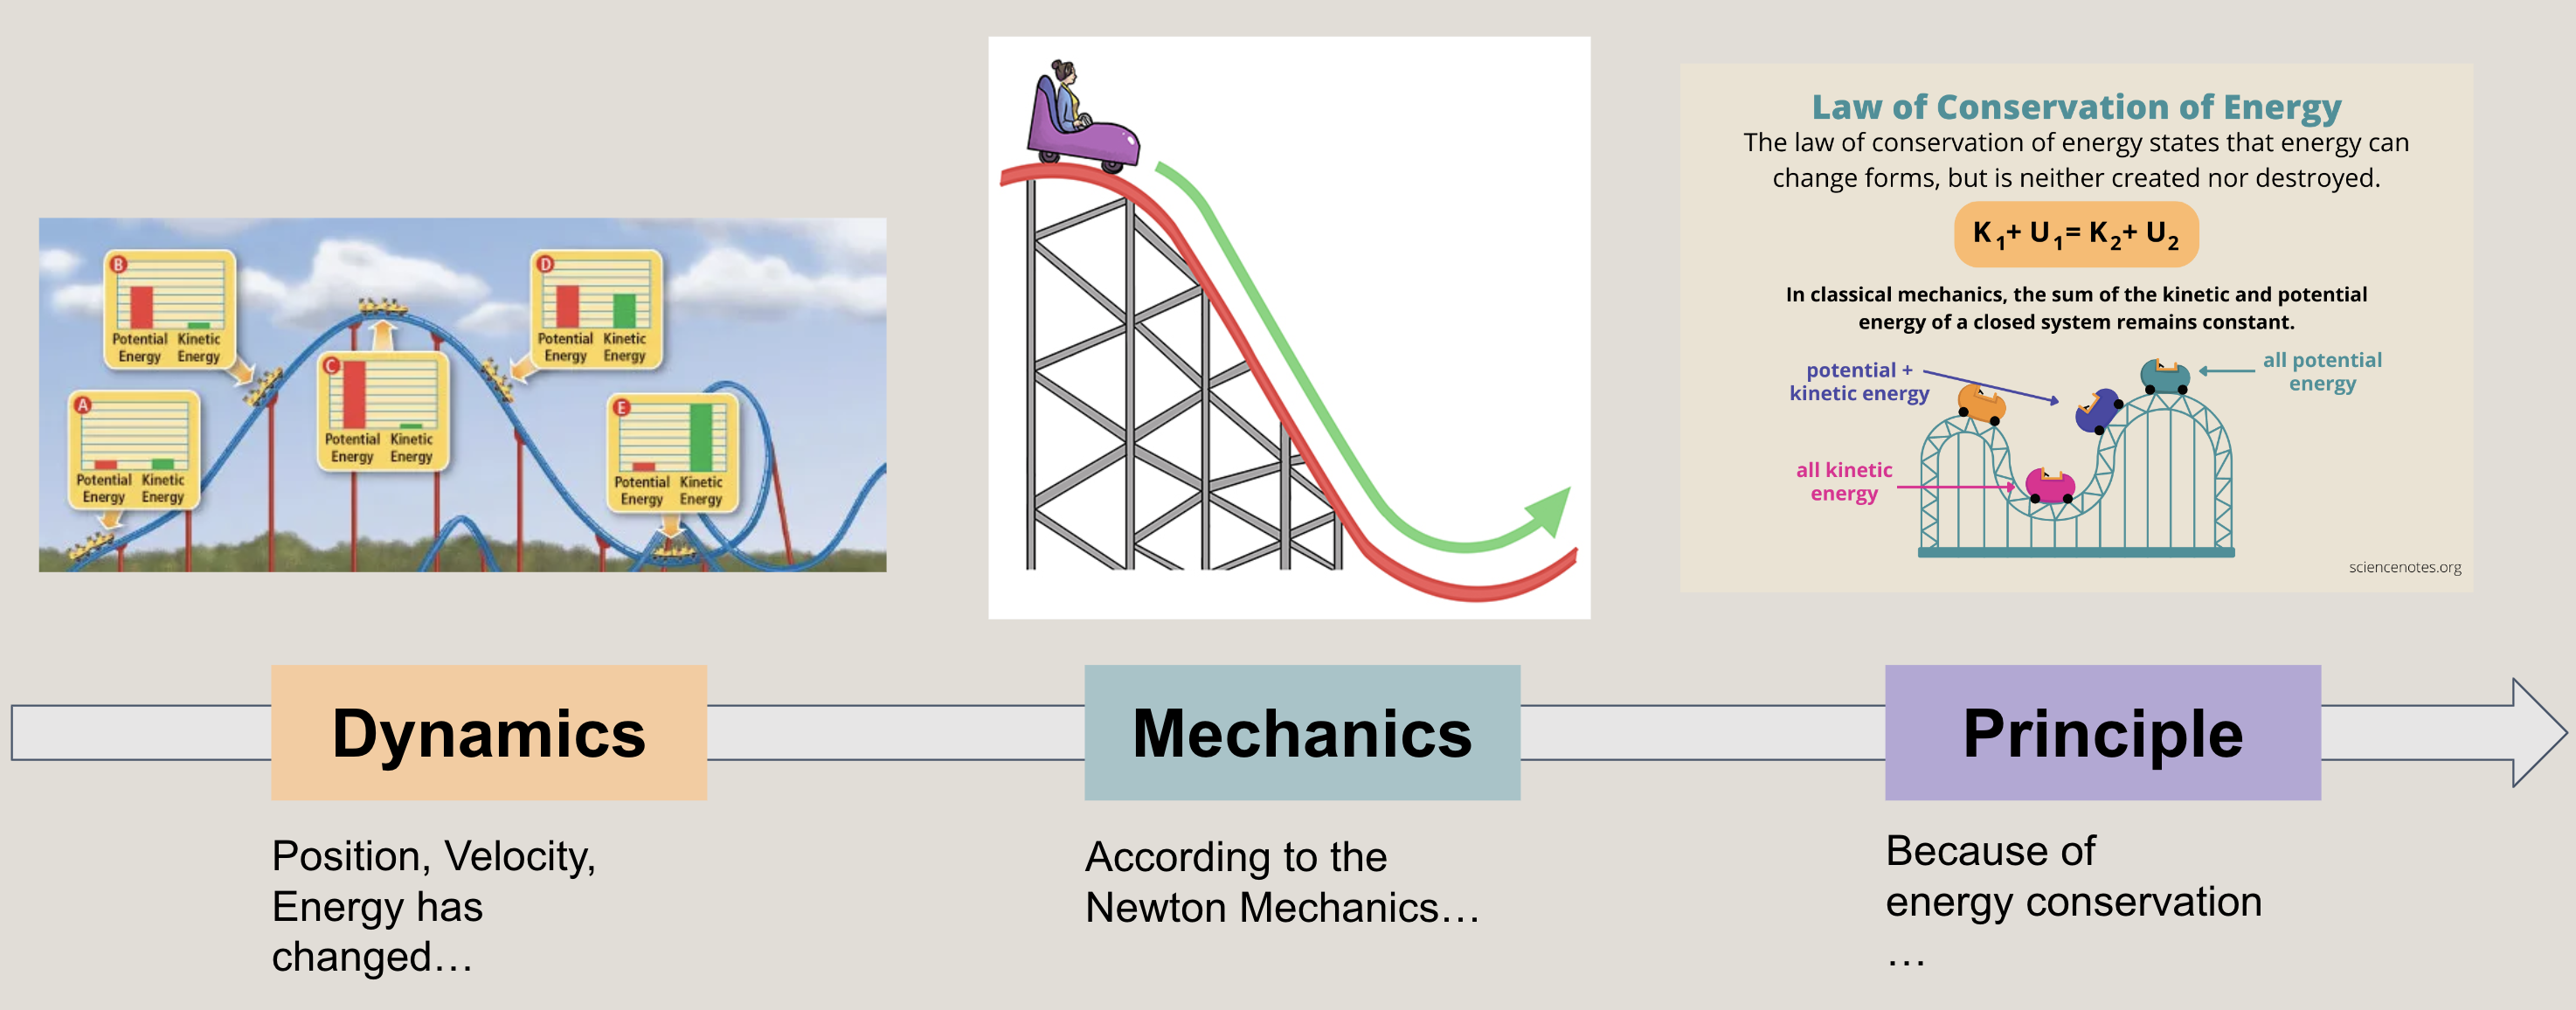 B
Potential Kinetic
Energy Energy
D
Potential Kinetic
Energy Energy
C
Potential Kinetic
Energy Energy
A
Potential Kinetic
Energy Energy
E
Potential Kinetic
Energy Energy
Law of Conservation of Energy
The law of conservation of energy states that energy can
change forms, but is neither created nor destroyed.
K1+ U1= K2+ U2
In classical mechanics, the sum of the kinetic and potential
energy of a closed system remains constant.
potential +
kinetic energy
all potential
energy
all kinetic
energy
sciencenotes.org
Dynamics
Mechanics
Principle
Position, Velocity,
Energy has
changed…
According to the
Newton Mechanics…
Because of
energy conservation
…